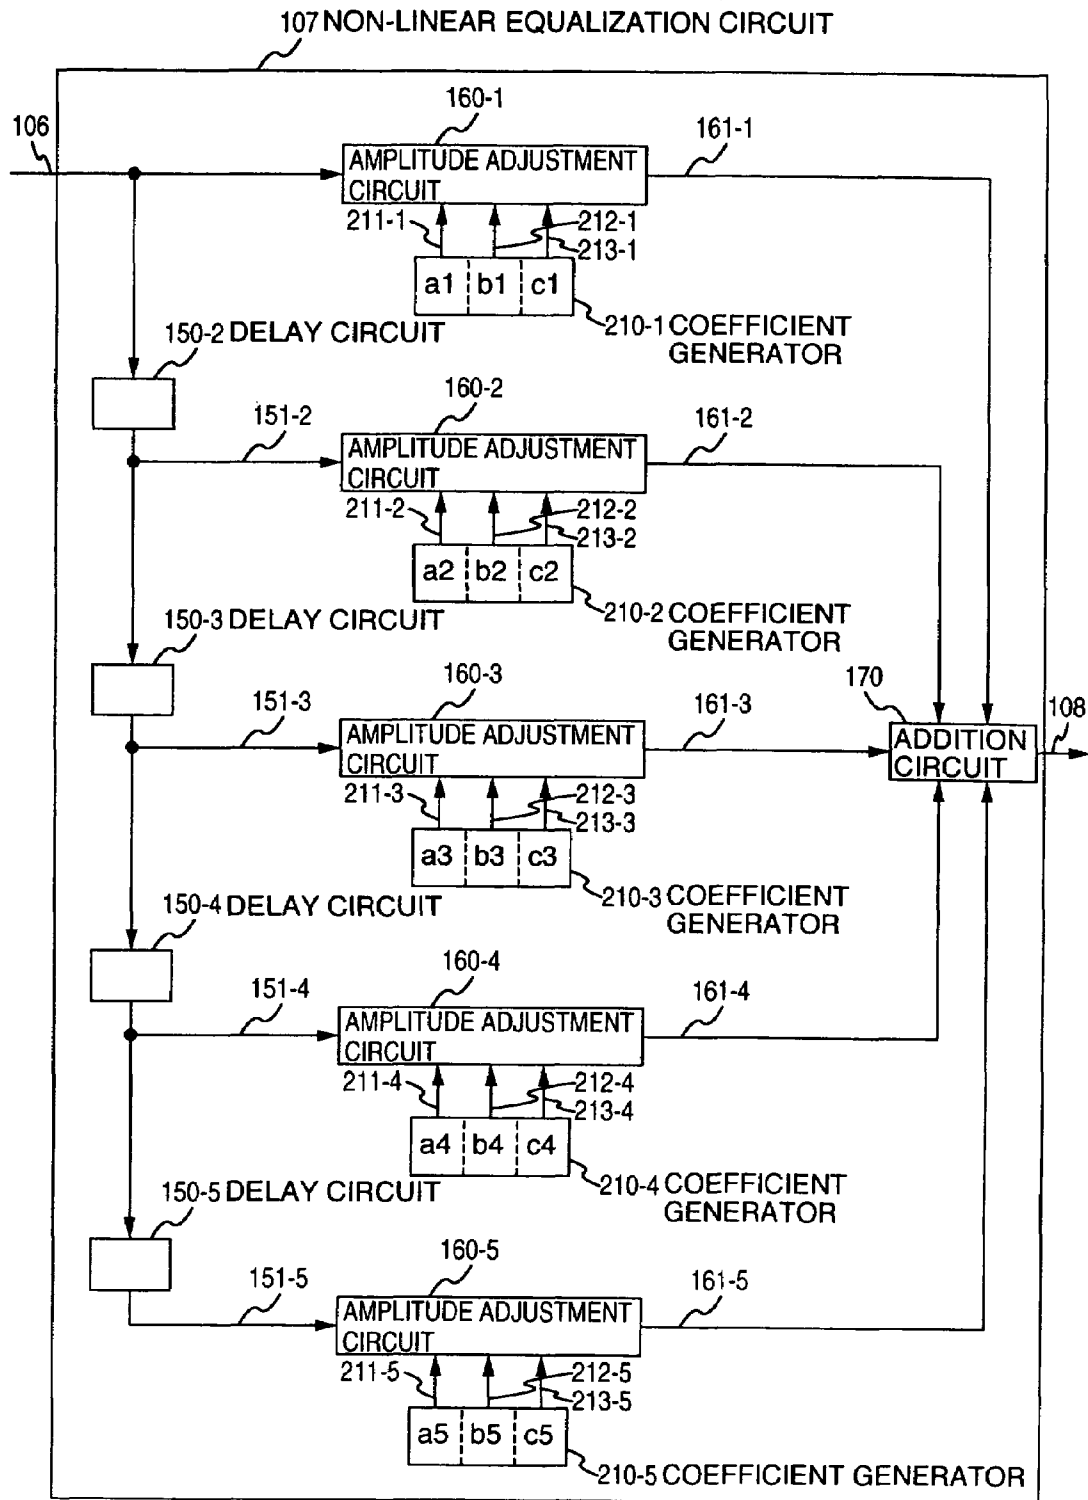 107 NON-LINEAR EQUALIZATION CIRCUIT
106
160-1
161-1
AMPLITUDE ADJUSTMENT
CIRCUIT
211-1
212-1
213-1
a1 b1 c1
210-1 COEFFICIENT
GENERATOR
150-2 DELAY CIRCUIT
151-2
160-2
161-2
AMPLITUDE ADJUSTMENT
CIRCUIT
211-2
212-2
213-2
a2 b2 c2
210-2 COEFFICIENT
GENERATOR
150-3 DELAY CIRCUIT
151-3
160-3
161-3
170
108
AMPLITUDE ADJUSTMENT
CIRCUIT
ADDITION
CIRCUIT
211-3
212-3
213-3
a3 b3 c3
210-3 COEFFICIENT
GENERATOR
150-4 DELAY CIRCUIT
151-4
160-4
161-4
AMPLITUDE ADJUSTMENT
CIRCUIT
211-4
212-4
213-4
a4 b4 c4
210-4 COEFFICIENT
GENERATOR
150-5 DELAY CIRCUIT
151-5
160-5
161-5
AMPLITUDE ADJUSTMENT
CIRCUIT
211-5
212-5
213-5
a5 b5 c5
210-5 COEFFICIENT GENERATOR